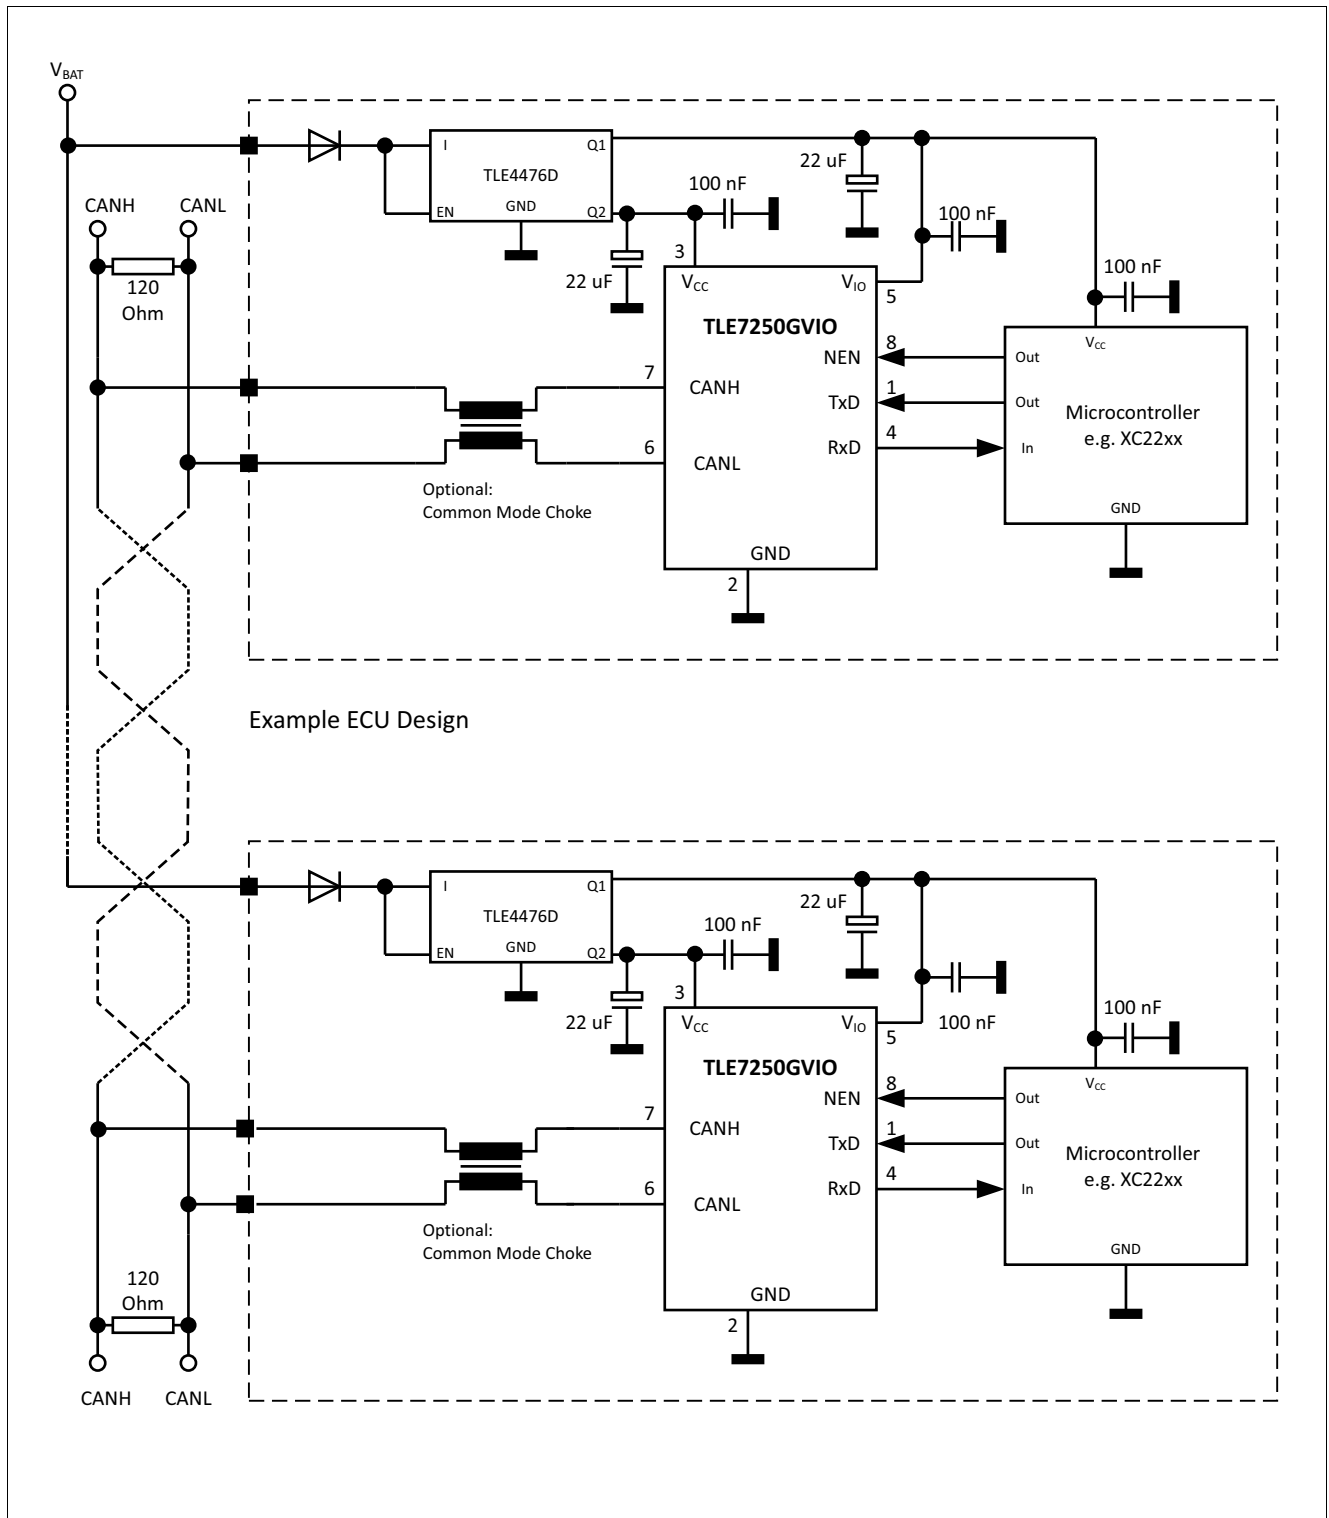 VBAT
CANH CANL
120
Ohm
I Q1
TLE4476D
EN GND Q2
22 uF
100 nF
22 uF
100 nF
100 nF
3
VCC VIO
5
TLE7250GVIO
NEN 8 Out
TxD 1 Out
RxD 4 In
7 CANH
6 CANL
GND
2
VCC
Microcontroller
e.g. XC22xx
GND
Optional:
Common Mode Choke
Example ECU Design
I Q1
TLE4476D
EN GND Q2
22 uF
100 nF
22 uF
100 nF
100 nF
3
VCC VIO
5
TLE7250GVIO
NEN 8 Out
TxD 1 Out
RxD 4 In
7 CANH
6 CANL
GND
2
VCC
Microcontroller
e.g. XC22xx
GND
Optional:
Common Mode Choke
120
Ohm
CANH CANL